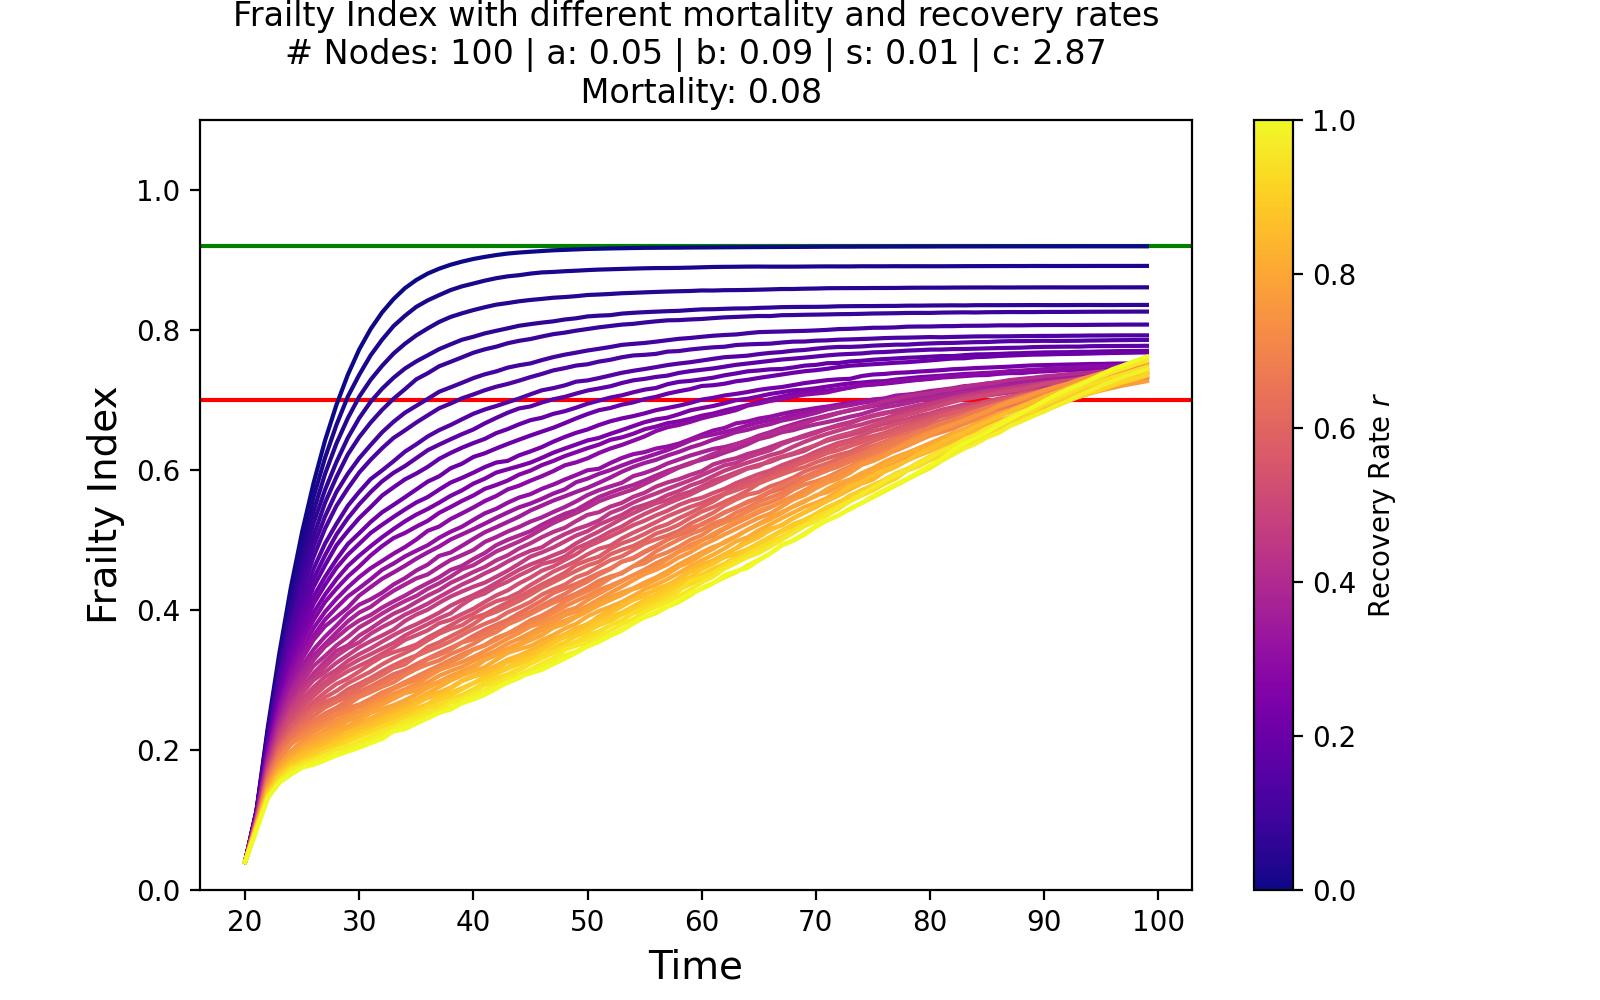 Frailty Index with different mortality and recovery rates
# Nodes: 100 | a: 0.05 | b: 0.09 | s: 0.01 | c: 2.87
Mortality: 0.08
Frailty Index
1.0
0.8
0.6
0.4
0.2
0.0
20 30 40 50 60 70 80 90 100
Time
1.0
0.8
0.6
0.4
0.2
0.0
Recovery Rate r